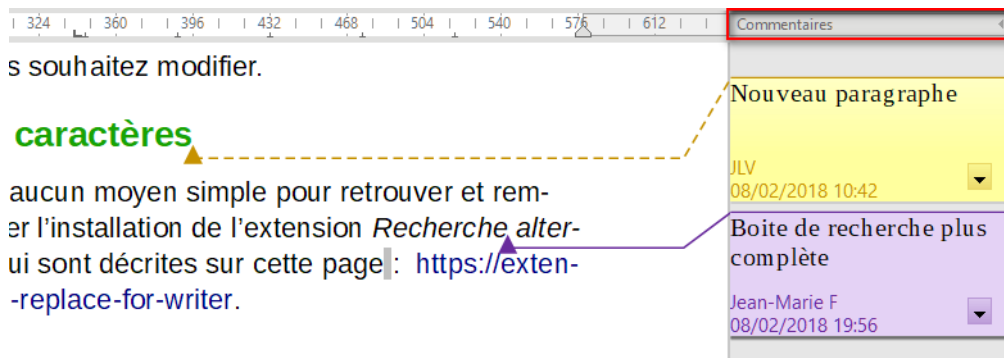 324 360 396 432 468 504 540 576 612 Commentaires
s souhaitez modifier.
caractères
aucun moyen simple pour retrouver et rem-
er l’installation de l’extension Recherche alter-
ui sont décrites sur cette page : https://exten-
-replace-for-writer.
Nouveau paragraphe
JLV
08/02/2018 10:42
Boite de recherche plus
complète
Jean-Marie F
08/02/2018 19:56